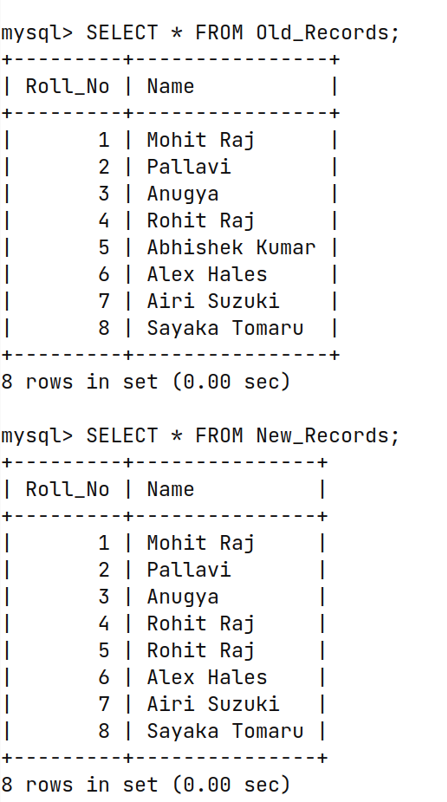 mysql> SELECT * FROM Old_Records;
+---------+----------------+
| Roll_No | Name           |
+---------+----------------+
|       1 | Mohit Raj      |
|       2 | Pallavi        |
|       3 | Anugya         |
|       4 | Rohit Raj      |
|       5 | Abhishek Kumar |
|       6 | Alex Hales     |
|       7 | Airi Suzuki    |
|       8 | Sayaka Tomaru  |
+---------+----------------+
8 rows in set (0.00 sec)

mysql> SELECT * FROM New_Records;
+---------+---------------+
| Roll_No | Name          |
+---------+---------------+
|       1 | Mohit Raj     |
|       2 | Pallavi       |
|       3 | Anugya        |
|       4 | Rohit Raj     |
|       5 | Rohit Raj     |
|       6 | Alex Hales    |
|       7 | Airi Suzuki   |
|       8 | Sayaka Tomaru |
+---------+---------------+
8 rows in set (0.00 sec)